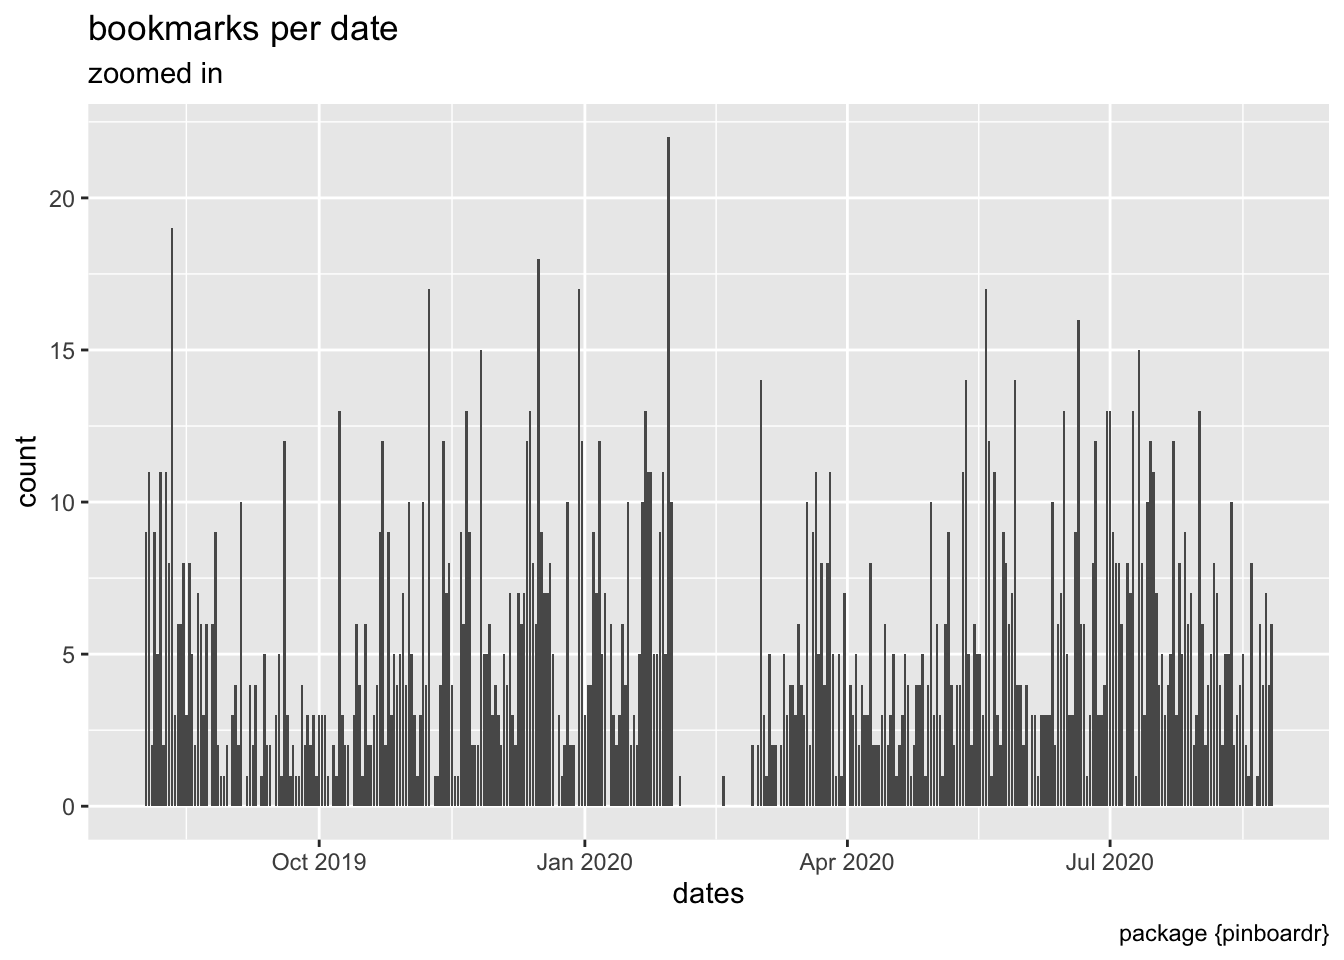 bookmarks per date
zoomed in
20
15
10
5
0
count
Oct 2019
Jan 2020
Apr 2020
Jul 2020
dates
package {pinboardr}